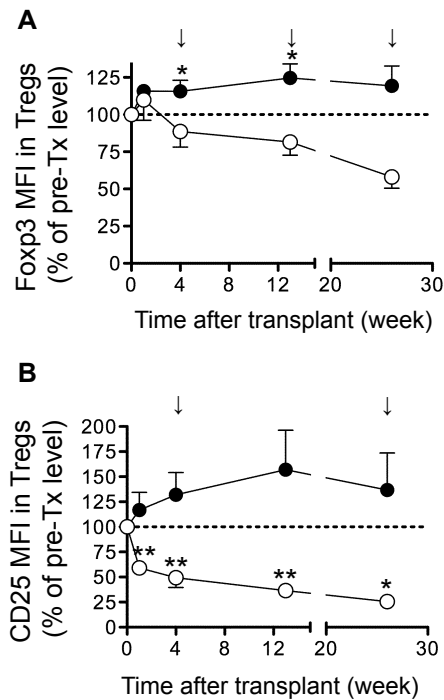 A
↓ ↓ ↓
* *
125
100
75
50
25
0
Foxp3 MFI in Tregs
(% of pre-Tx level)
0 4 8 12 20 30
Time after transplant (week)
B
↓ ↓
200
175
150
125
100
75
50
25
0
CD25 MFI in Tregs
(% of pre-Tx level)
** ** ** *
0 4 8 12 20 30
Time after transplant (week)